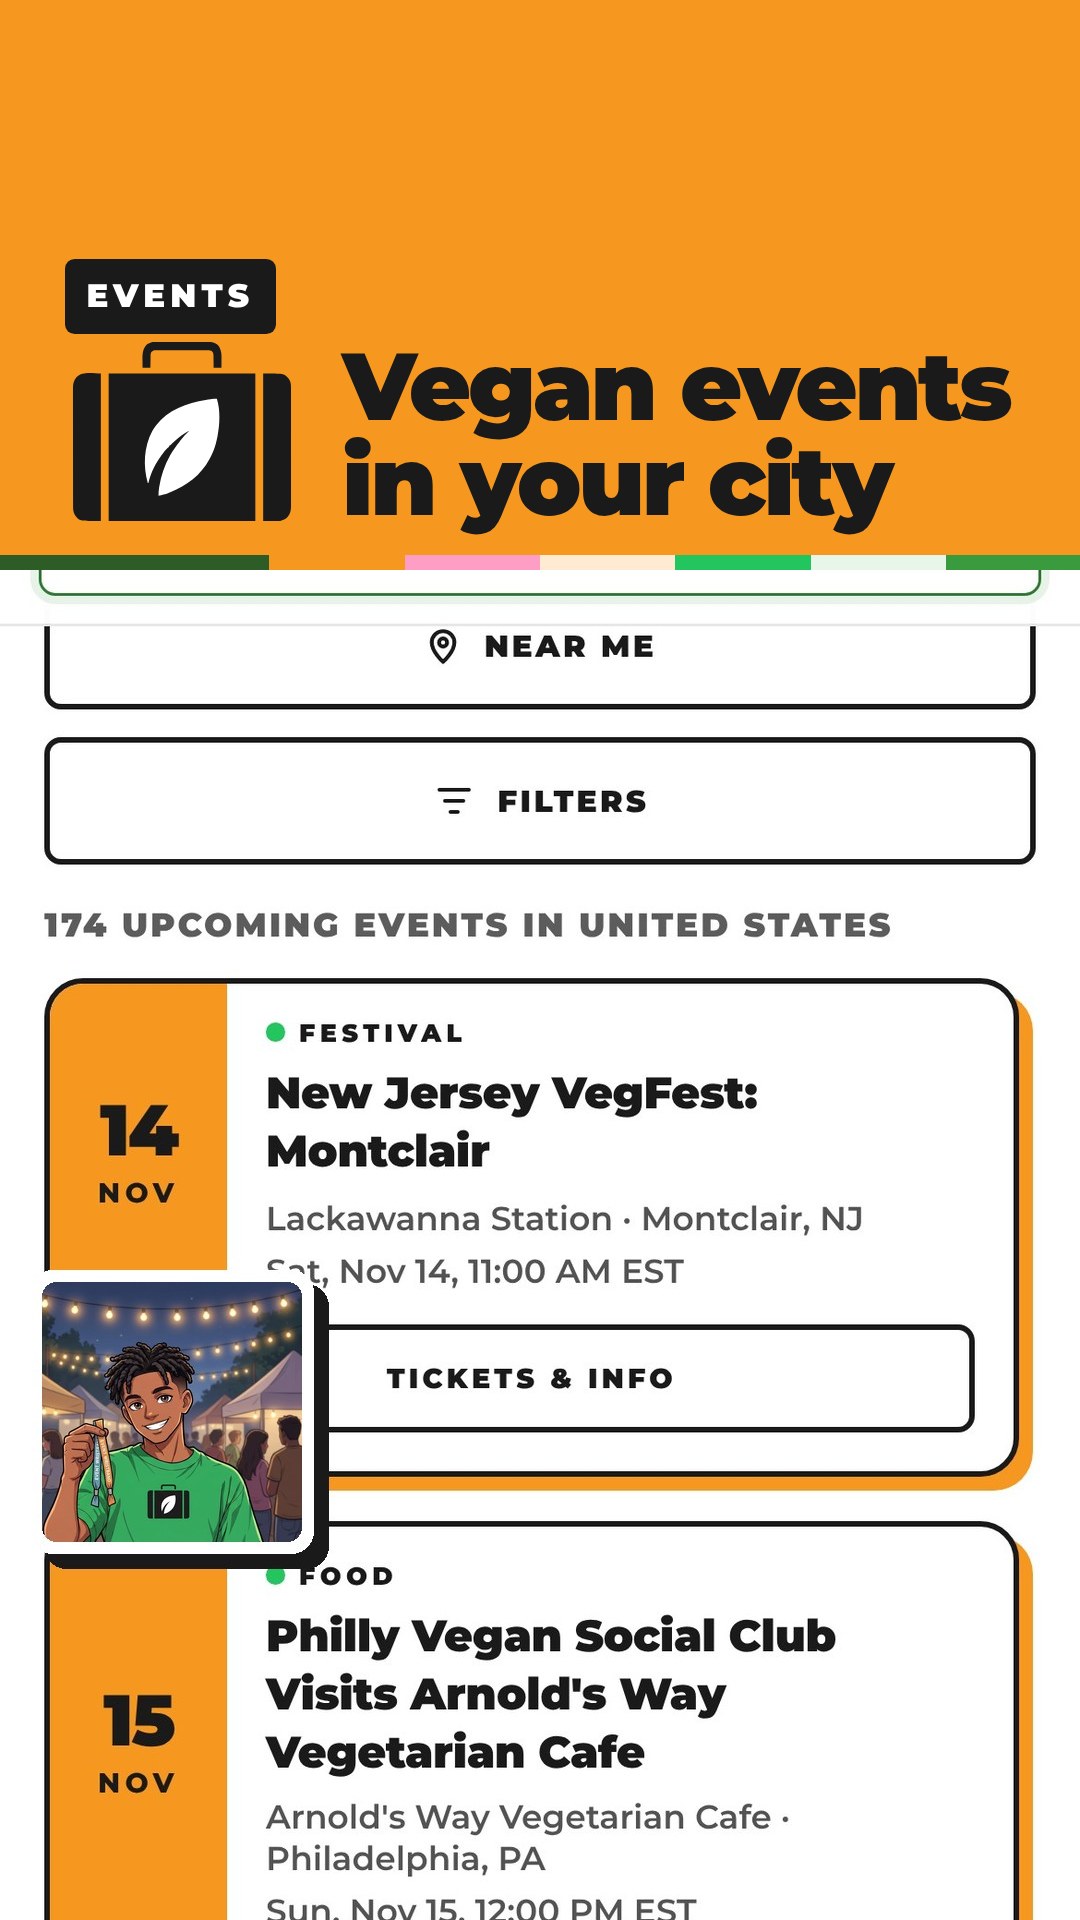 EVENTS
Vegan events
in your city
NEAR ME
FILTERS
174 UPCOMING EVENTS IN UNITED STATES
FESTIVAL
14
NOV
New Jersey VegFest:
Montclair
Lackawanna Station · Montclair, NJ
Sat, Nov 14, 11:00 AM EST
TICKETS & INFO
FOOD
15
NOV
Philly Vegan Social Club
Visits Arnold's Way
Vegetarian Cafe
Arnold's Way Vegetarian Cafe ·
Philadelphia, PA
Sun, Nov 15, 12:00 PM EST